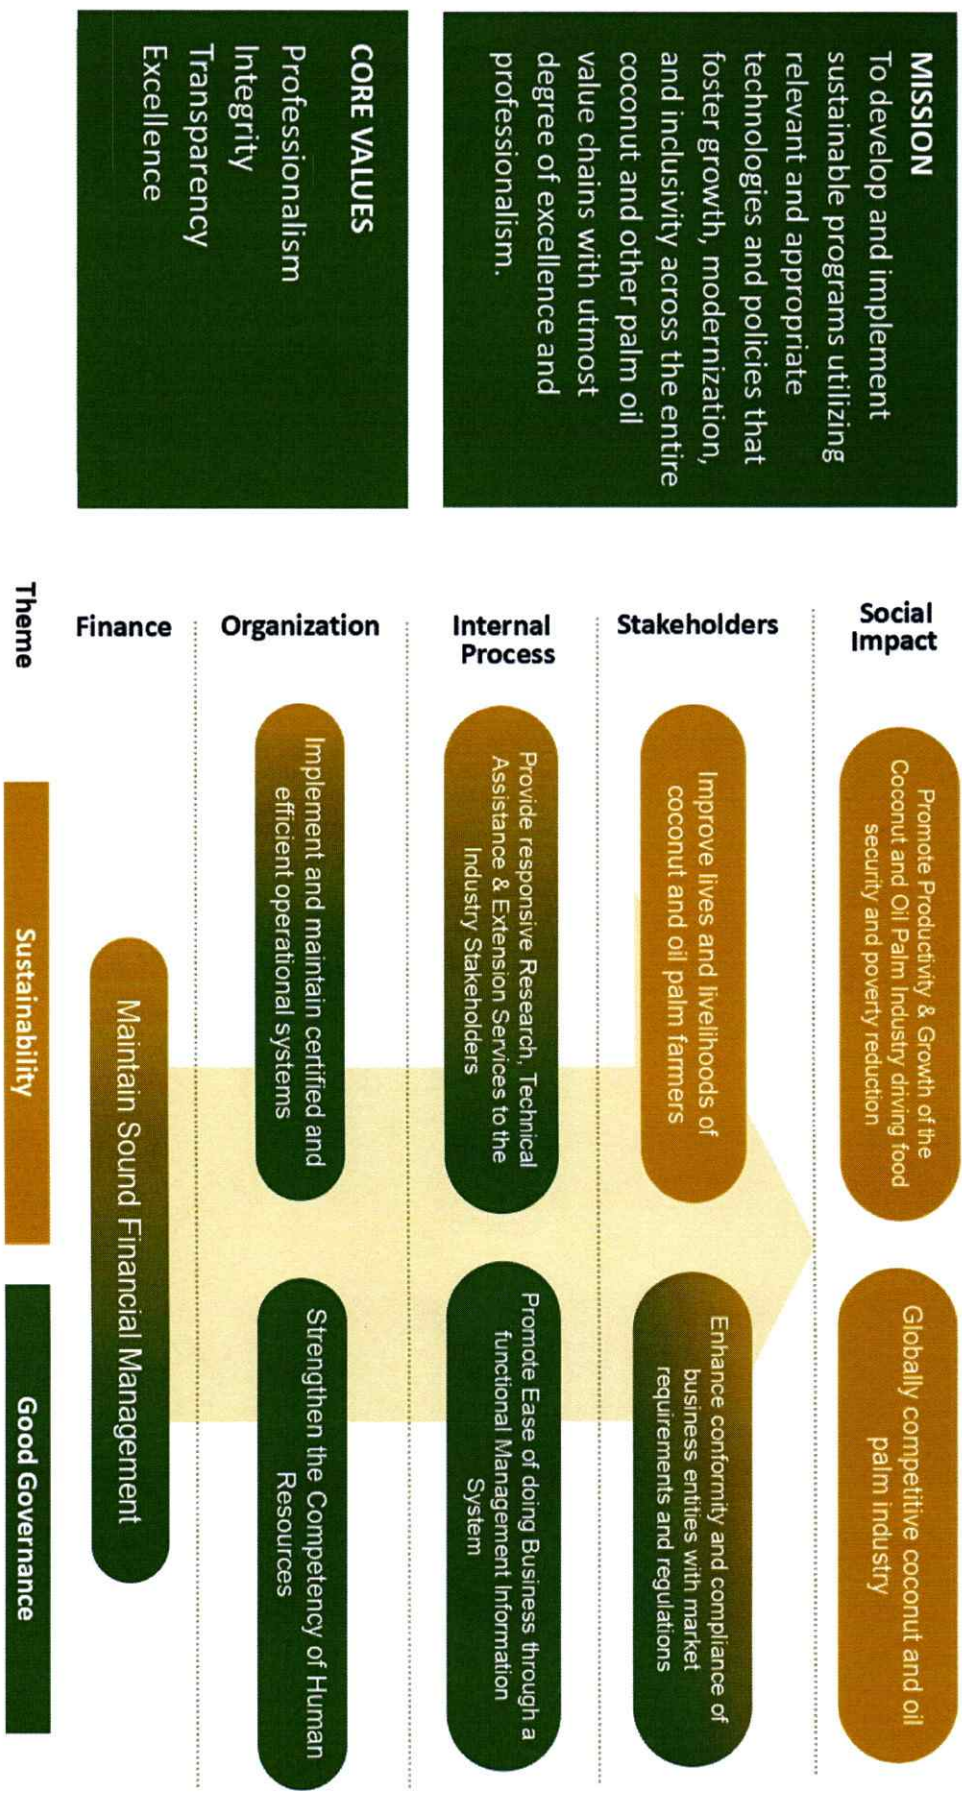 MISSION
To develop and implement
sustainable programs utilizing
relevant and appropriate
technologies and policies that
foster growth, modernization,
and inclusivity across the entire
coconut and other palm oil
value chains with utmost
degree of excellence and
professionalism.
CORE VALUES
Professionalism
Integrity
Transparency
Excellence
Social
Impact
Promote Productivity & Growth of the
Coconut and Oil Palm Industry driving food
security and poverty reduction
Globally competitive coconut and oil
palm industry
Stakeholders
Improve lives and livelihoods of
coconut and oil palm farmers
Enhance conformity and compliance of
business entities with market
requirements and regulations
Internal
Process
Provide responsive Research, Technical
Assistance & Extension Services to the
Industry Stakeholders
Promote Ease of doing Business through a
functional Management Information
System
Organization
Implement and maintain certified and
efficient operational systems
Strengthen the Competency of Human
Resources
Finance
Maintain Sound Financial Management
Theme
Sustainability
Good Governance